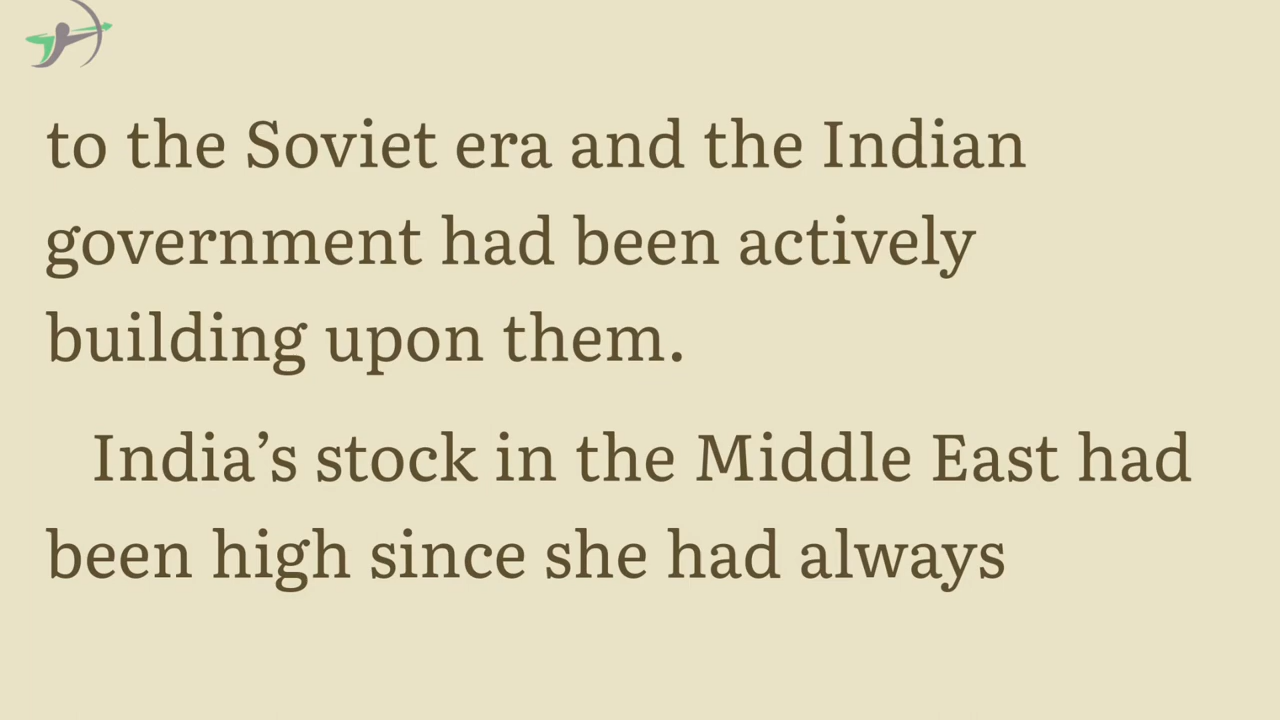 to the Soviet era and the Indian
government had been actively
building upon them.
India’s stock in the Middle East had
been high since she had always